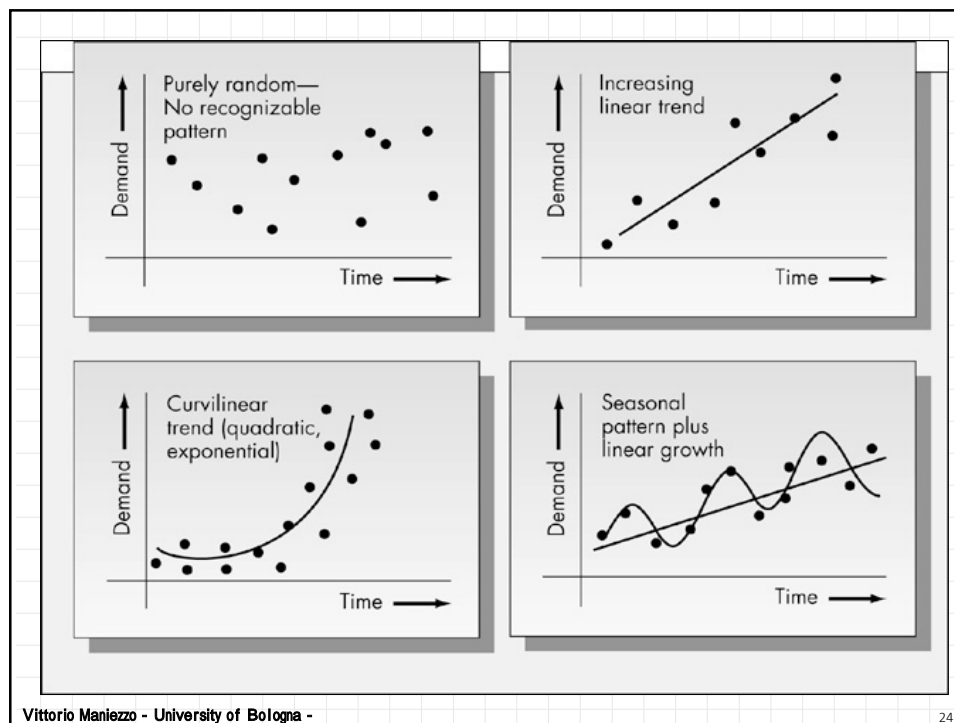 Purely random—
No recognizable
pattern
Demand
Time
Increasing
linear trend
Demand
Time
Curvilinear
trend (quadratic,
exponential)
Demand
Time
Seasonal
pattern plus
linear growth
Demand
Time
Vittorio Maniezzo - University of Bologna -
24